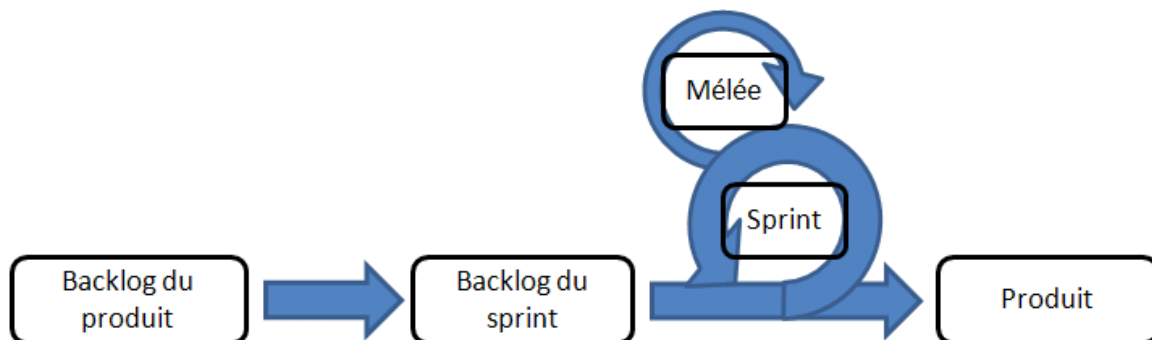 Mélée
Sprint
Backlog du
produit
Backlog du
sprint
Produit